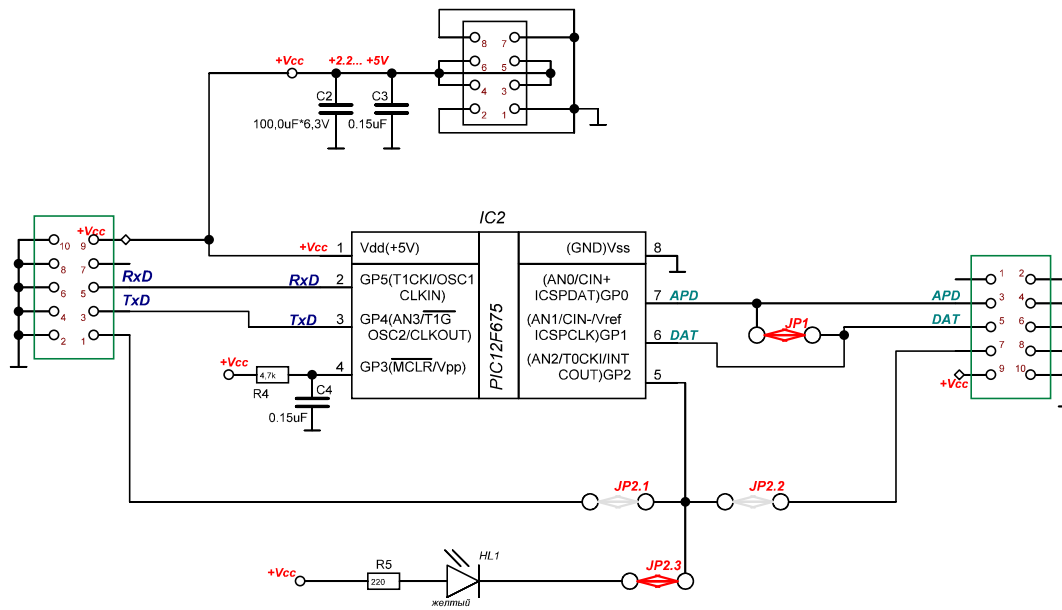 8 7
6 5
4 3
2 1
+Vcc +2.2... +5V
C2 C3
100,0uF*6,3V 0.15uF
IC2
10 9 +Vcc
8 7
6 5 RxD
4 3 TxD
2 1
+Vcc 1 Vdd(+5V)
RxD 2 GP5(T1CKI/OSC1
CLKIN)
TxD 3 GP4(AN3/T1G
OSC2/CLKOUT)
4 GP3(MCLR/Vpp)
PIC12F675
(GND)Vss 8
(AN0/CIN+
ICSPDAT)GP0 7 APD
(AN1/CIN-/Vref
ICSPCLK)GP1 6 DAT
(AN2/T0CKI/INT
COUT)GP2 5
JP1
1 2
APD 3 4
DAT 5 6
7 8
+Vcc 9 10
+Vcc 4,7k
R4
C4
0.15uF
JP2.1 JP2.2
JP2.3
+Vcc R5
220
HL1
желтый